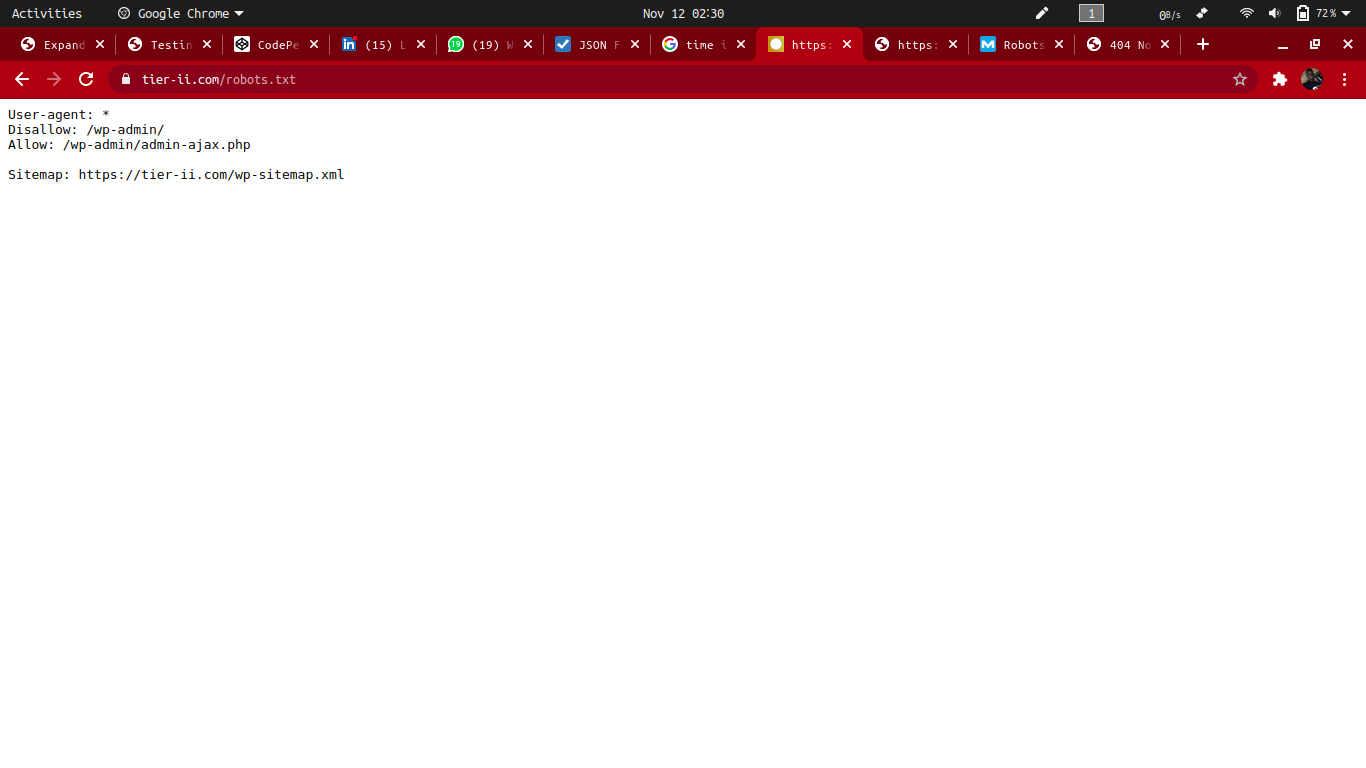 Activities
Google Chrome
Nov 12 02:30
1
0B/s
72%
Expand
Testin
CodePe
in
(15) L
19
(19) W
JSON F
time i
https:
https:
Robots
404 No
tier-ii.com/robots.txt
User-agent: *
Disallow: /wp-admin/
Allow: /wp-admin/admin-ajax.php
Sitemap: https://tier-ii.com/wp-sitemap.xml